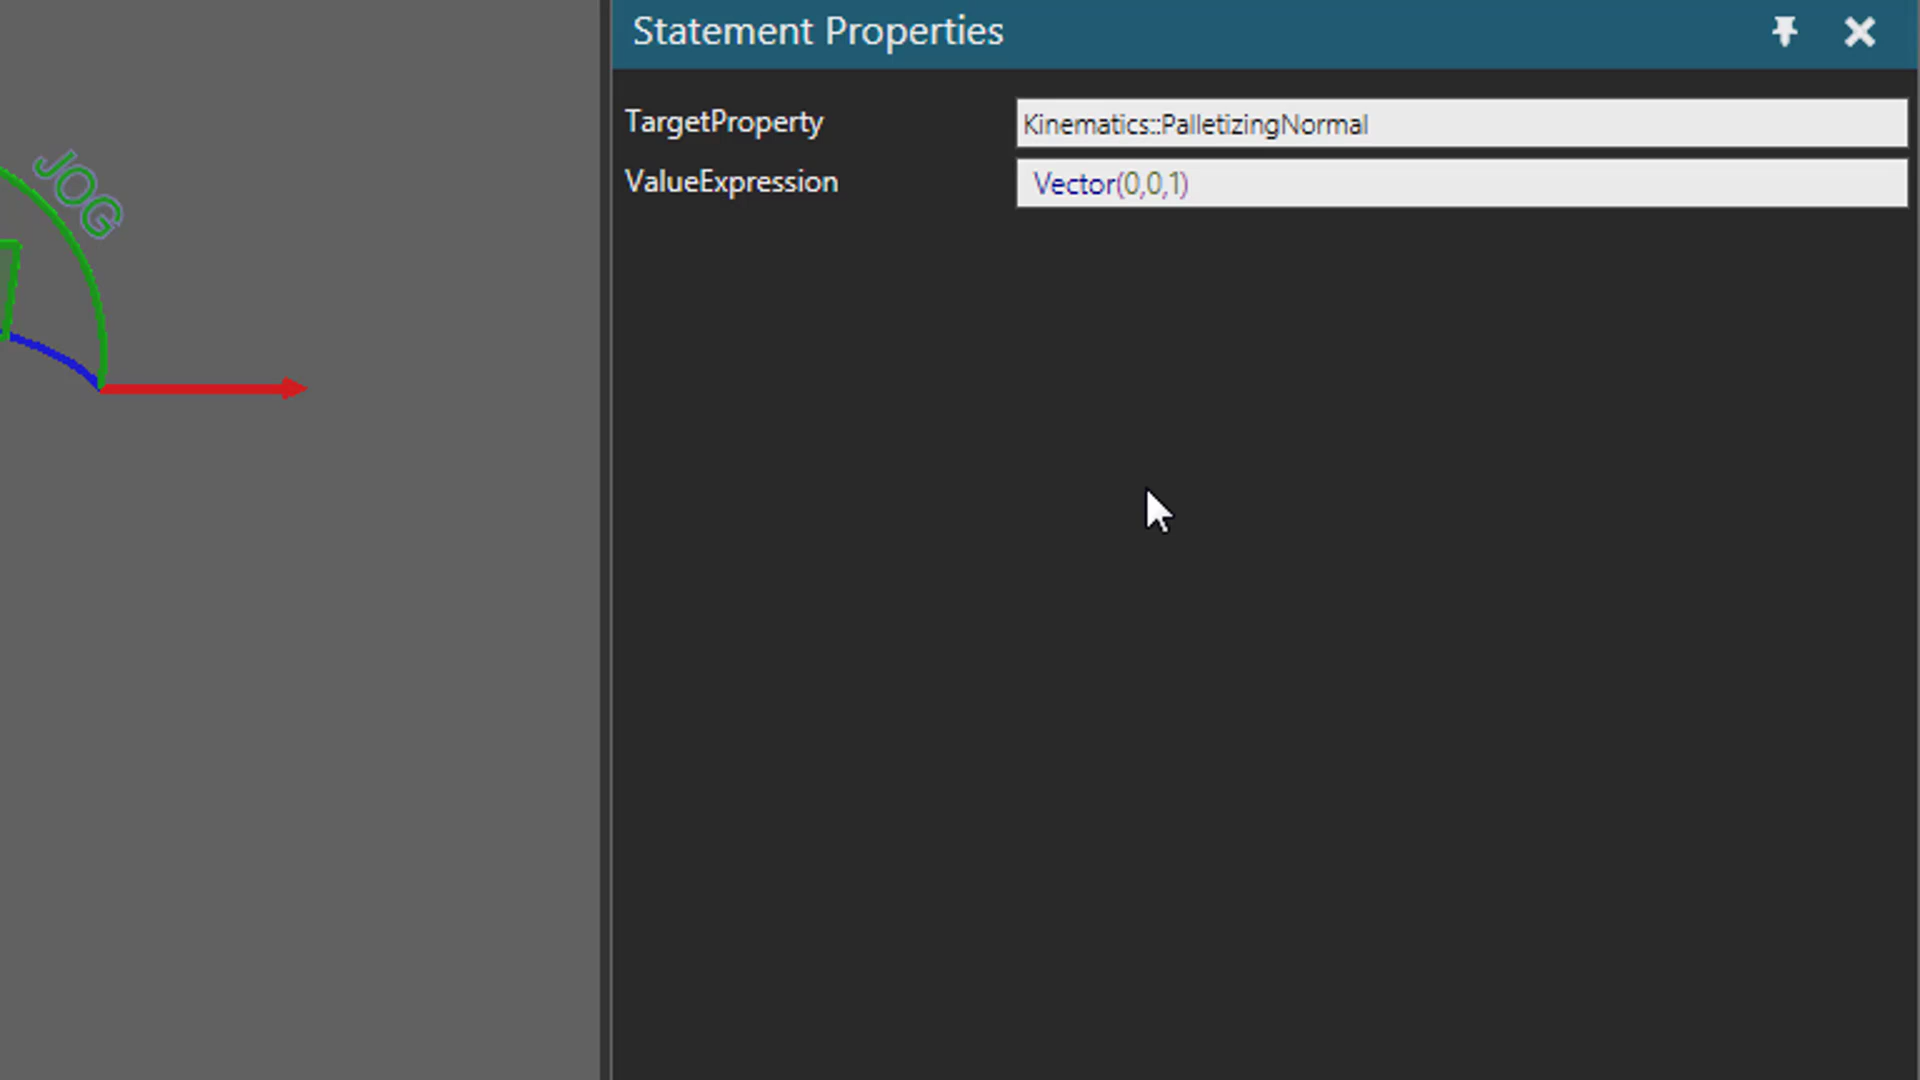 Statement Properties
TargetProperty
Kinematics::PalletizingNormal
ValueExpression
Vector(0,0,1)
JOG